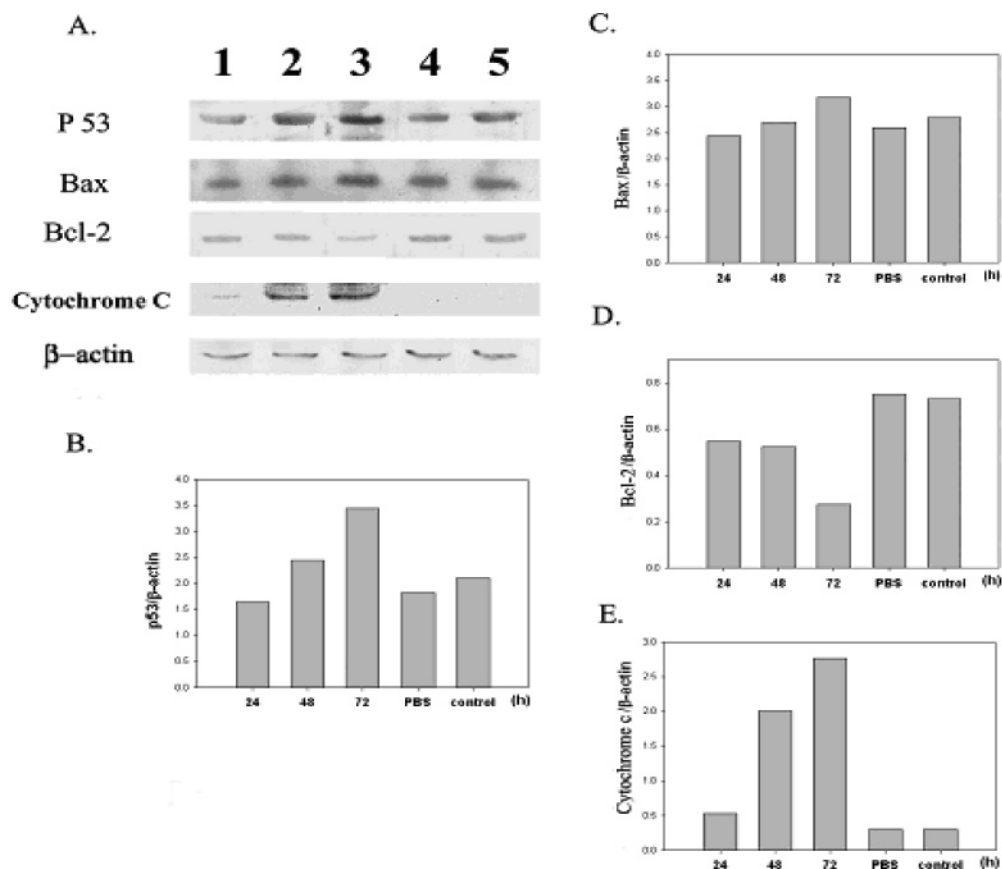 A.
1 2 3 4 5
P 53
Bax
Bcl-2
Cytochrome C
β-actin
B.
p53/β-actin
4.0
3.5
3.0
2.5
2.0
1.5
1.0
0.5
0.0
24 48 72 PBS control (h)
C.
Bax/β-actin
4.0
3.5
3.0
2.5
2.0
1.5
1.0
0.5
0.0
24 48 72 PBS control (h)
D.
Bcl-2/β-actin
0.8
0.6
0.4
0.2
0.0
24 48 72 PBS control (h)
E.
Cytochrome c/β-actin
3.0
2.5
2.0
1.5
1.0
0.5
0.0
24 48 72 PBS control (h)